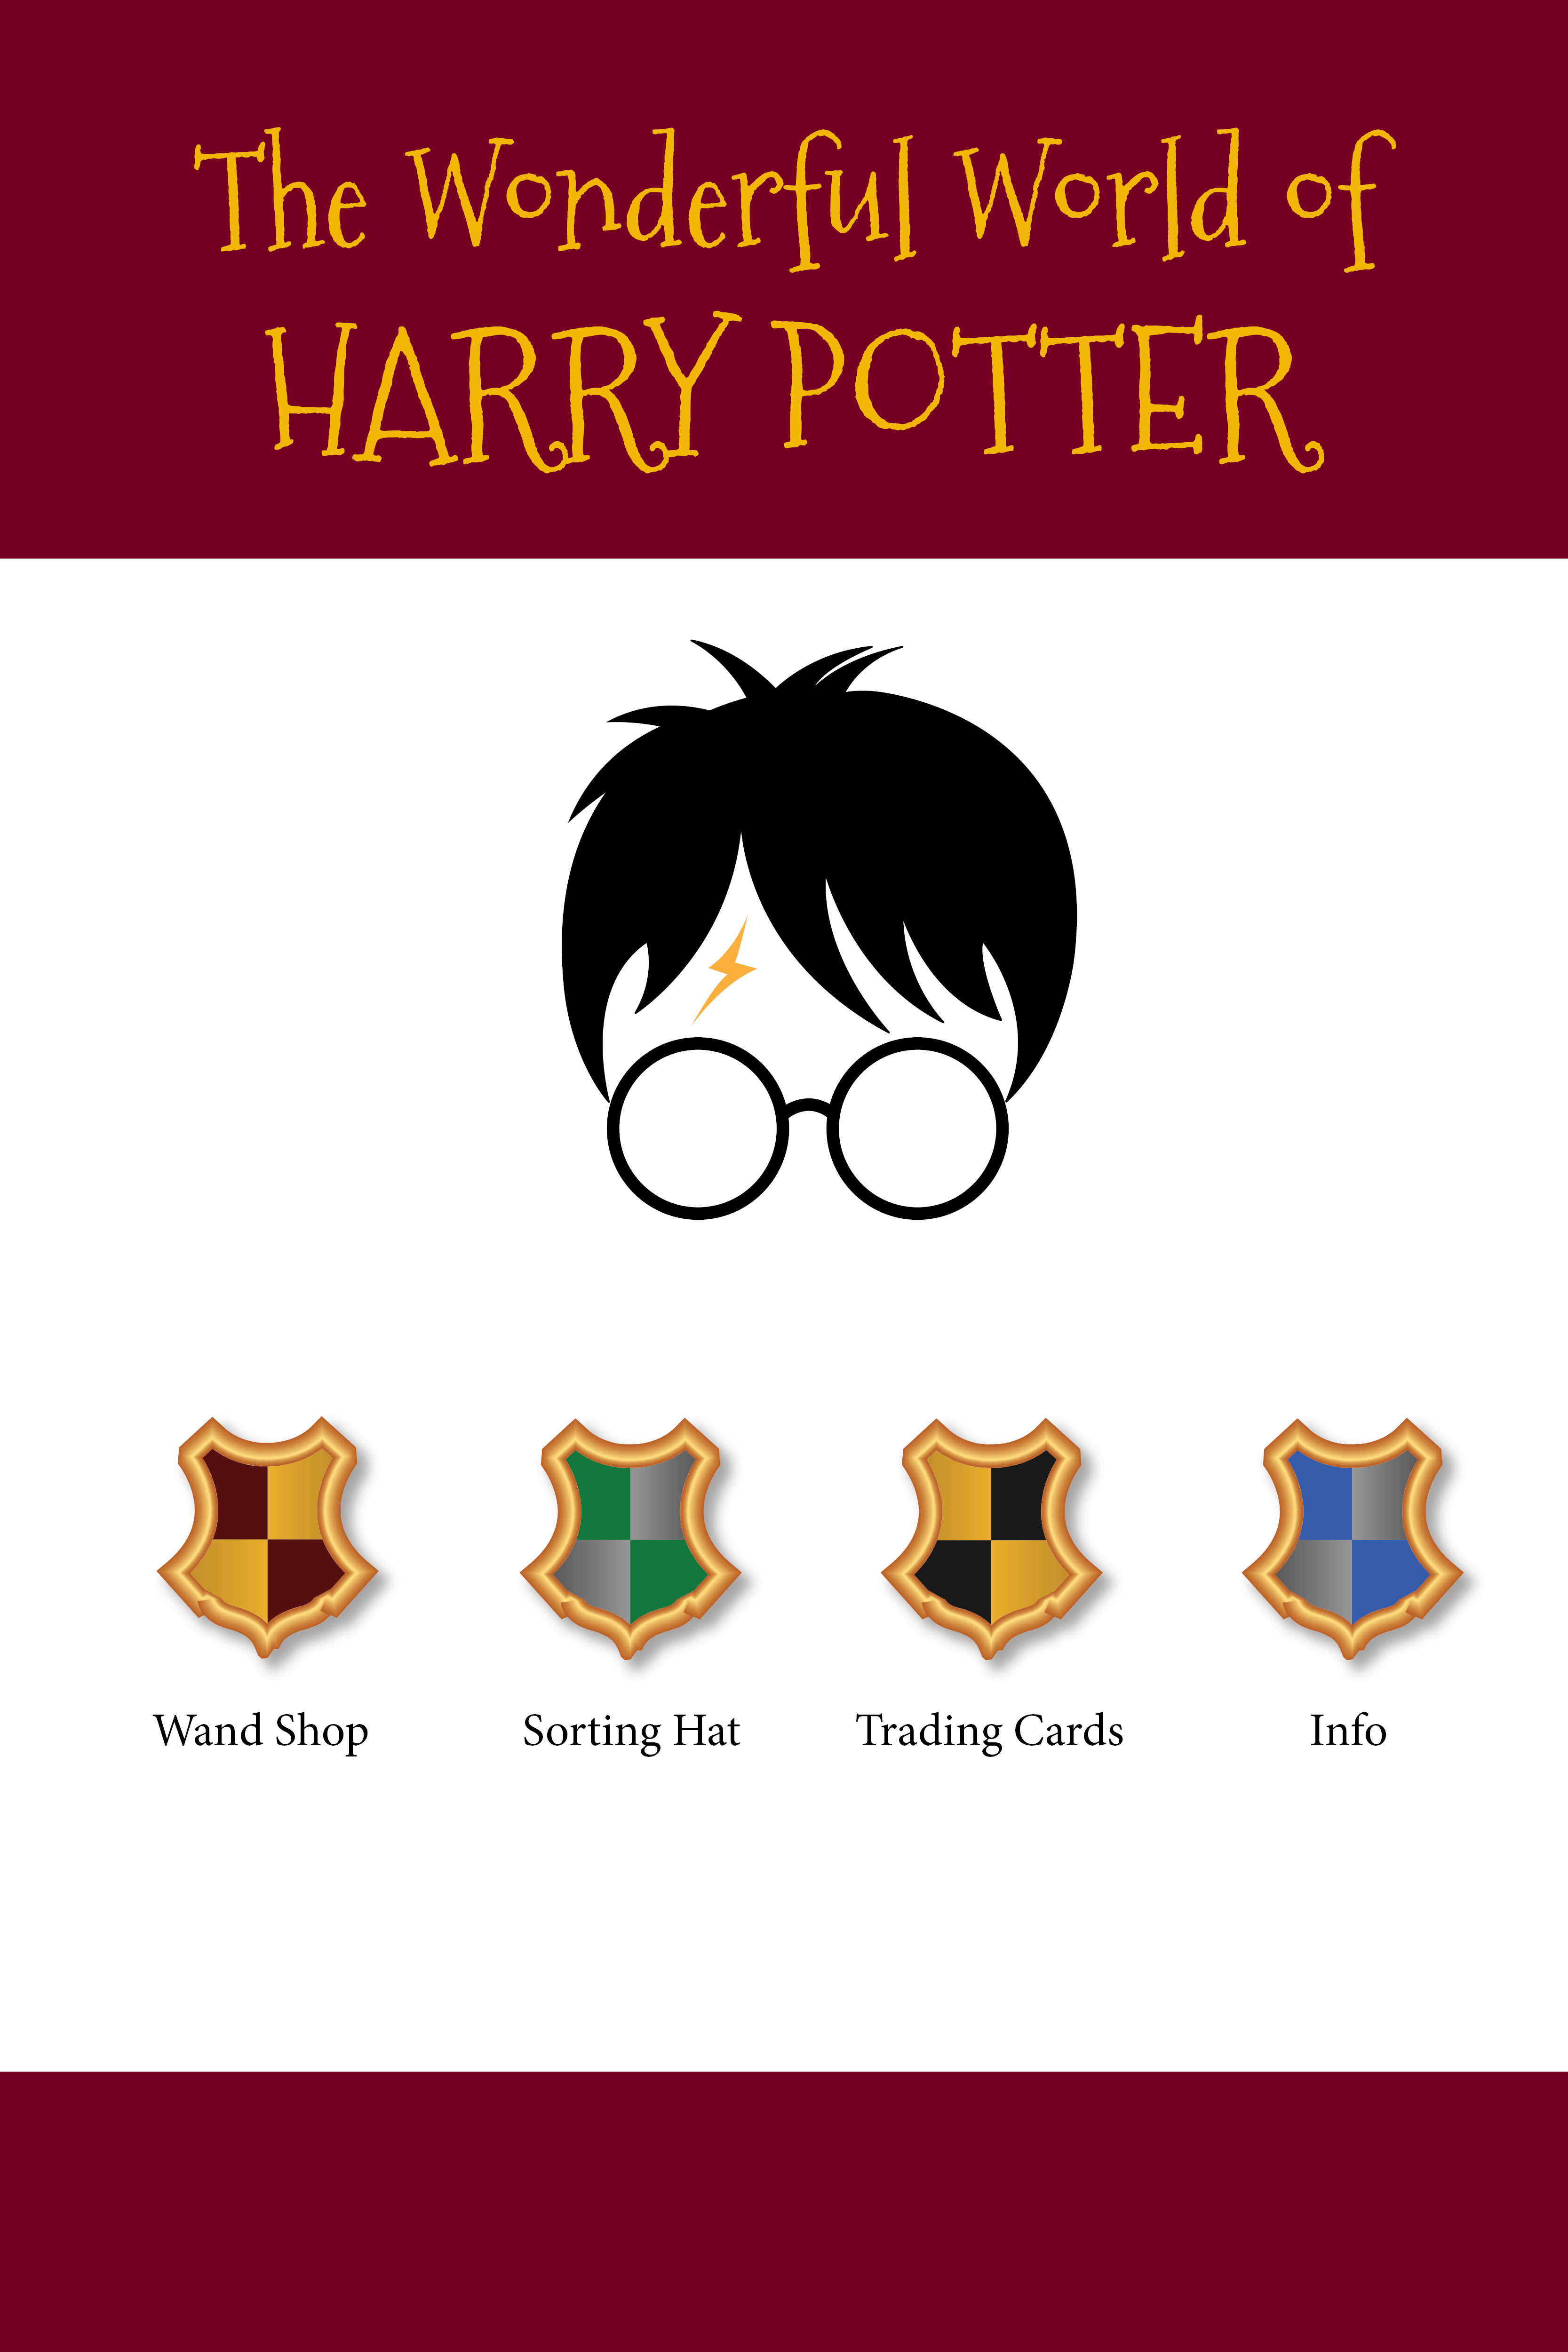 The Wonderful World of
HARRY POTTER
Wand Shop
Sorting Hat
Trading Cards
Info